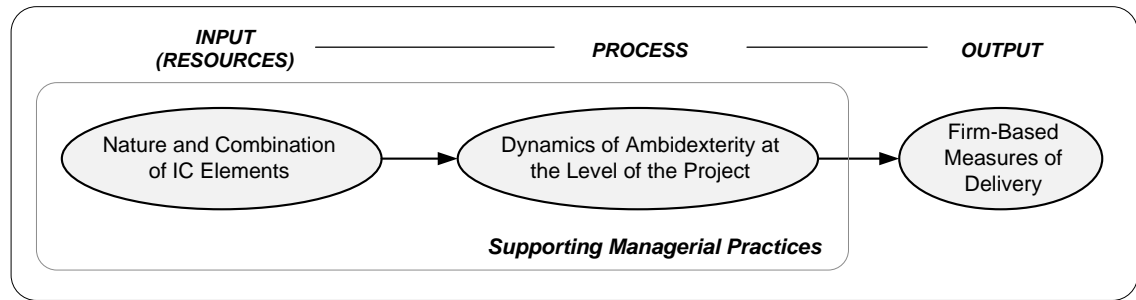 INPUT
(RESOURCES)
PROCESS
OUTPUT
Nature and Combination
of IC Elements
Dynamics of Ambidexterity at
the Level of the Project
Firm-Based
Measures of
Delivery
Supporting Managerial Practices